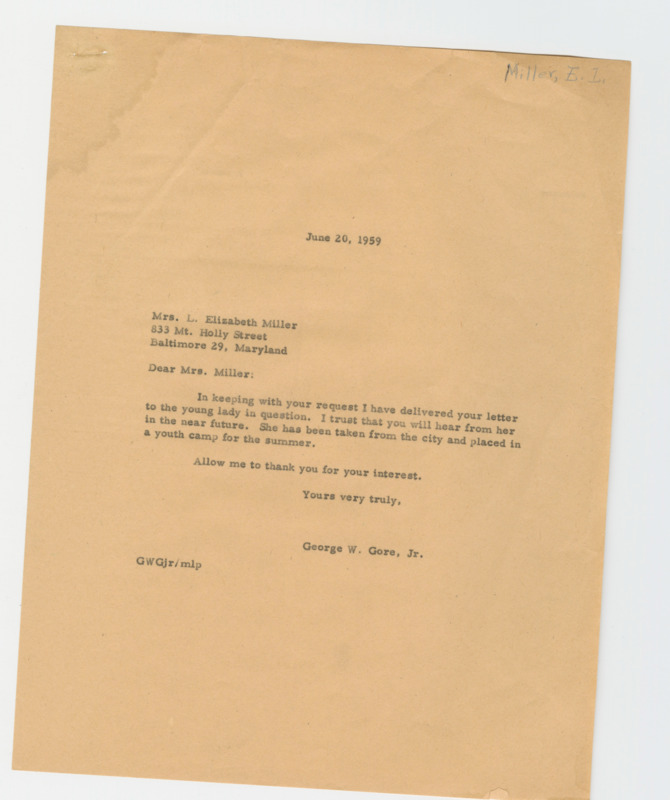 Miller, E. L.
June 20, 1959
Mrs. L. Elizabeth Miller
833 Mt. Holly Street
Baltimore 29, Maryland
Dear Mrs. Miller:
In keeping with your request I have delivered your letter
to the young lady in question. I trust that you will hear from her
in the near future. She has been taken from the city and placed in
a youth camp for the summer.
Allow me to thank you for your interest.
Yours very truly,
George W. Gore, Jr.
GWGjr/mlp